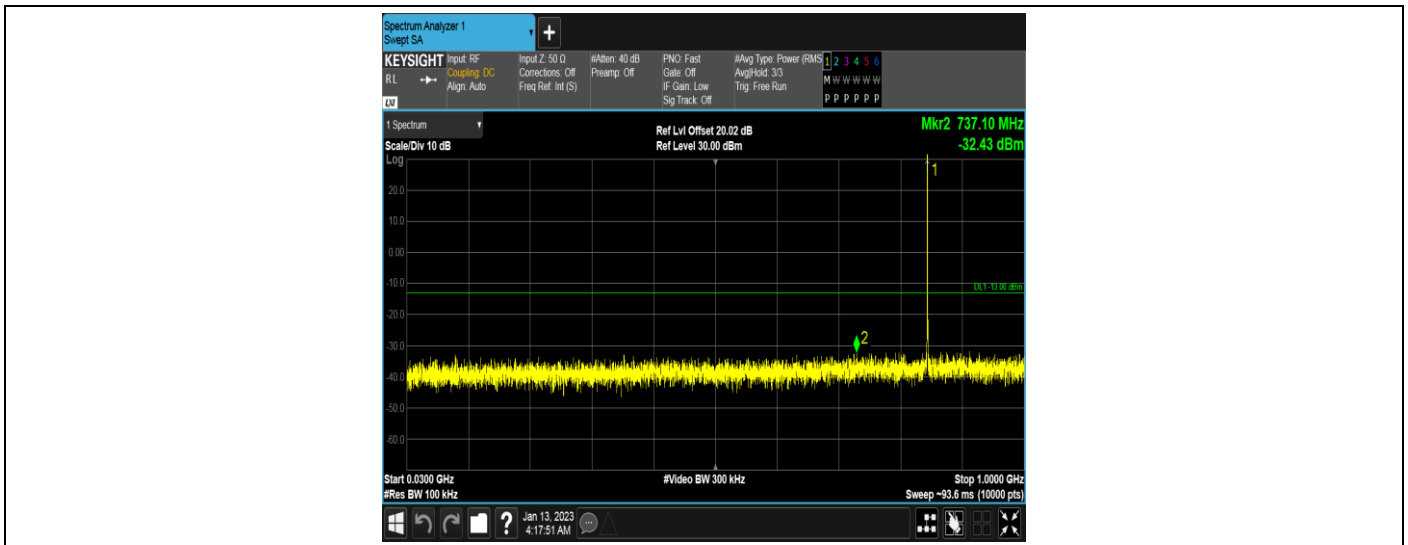 Spectrum Analyzer 1
Swept SA
+
KEYSIGHT
RL
LXI
Input: RF
Coupling: DC
Align: Auto
Input Z: 50 Ω
Corrections: Off
Freq Ref: Int (S)
#Atten: 40 dB
Preamp: Off
PNO: Fast
Gate: Off
IF Gain: Low
Sig Track: Off
#Avg Type: Power (RMS
Avg|Hold: 3/3
Trig: Free Run
1 2 3 4 5 6
M W W W W W
P P P P P P
1 Spectrum
Scale/Div 10 dB
Ref Lvl Offset 20.02 dB
Ref Level 30.00 dBm
Mkr2 737.10 MHz
-32.43 dBm
Log
1
20.0
10.0
0.00
-10.0
DL1 -13.00 dBm
-20.0
-30.0
2
-40.0
-50.0
-60.0
Start 0.0300 GHz
#Res BW 100 kHz
#Video BW 300 kHz
Stop 1.0000 GHz
Sweep ~93.6 ms (10000 pts)
?
Jan 13, 2023
4:17:51 AM